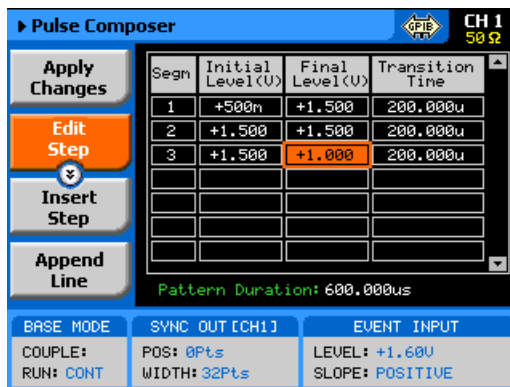 Pulse Composer GPIB CH 1
50 Ω
Apply Changes
Edit Step
Insert Step
Append Line
Segn Initial Level(V) Final Level(V) Transition Time
1 +500m +1.500 200.000u
2 +1.500 +1.500 200.000u
3 +1.500 +1.000 200.000u
Pattern Duration: 600.000us
BASE MODE
COUPLE:
RUN: CONT
SYNC OUT[CH1]
POS: 0Pts
WIDTH: 32Pts
EVENT INPUT
LEVEL: +1.60V
SLOPE: POSITIVE